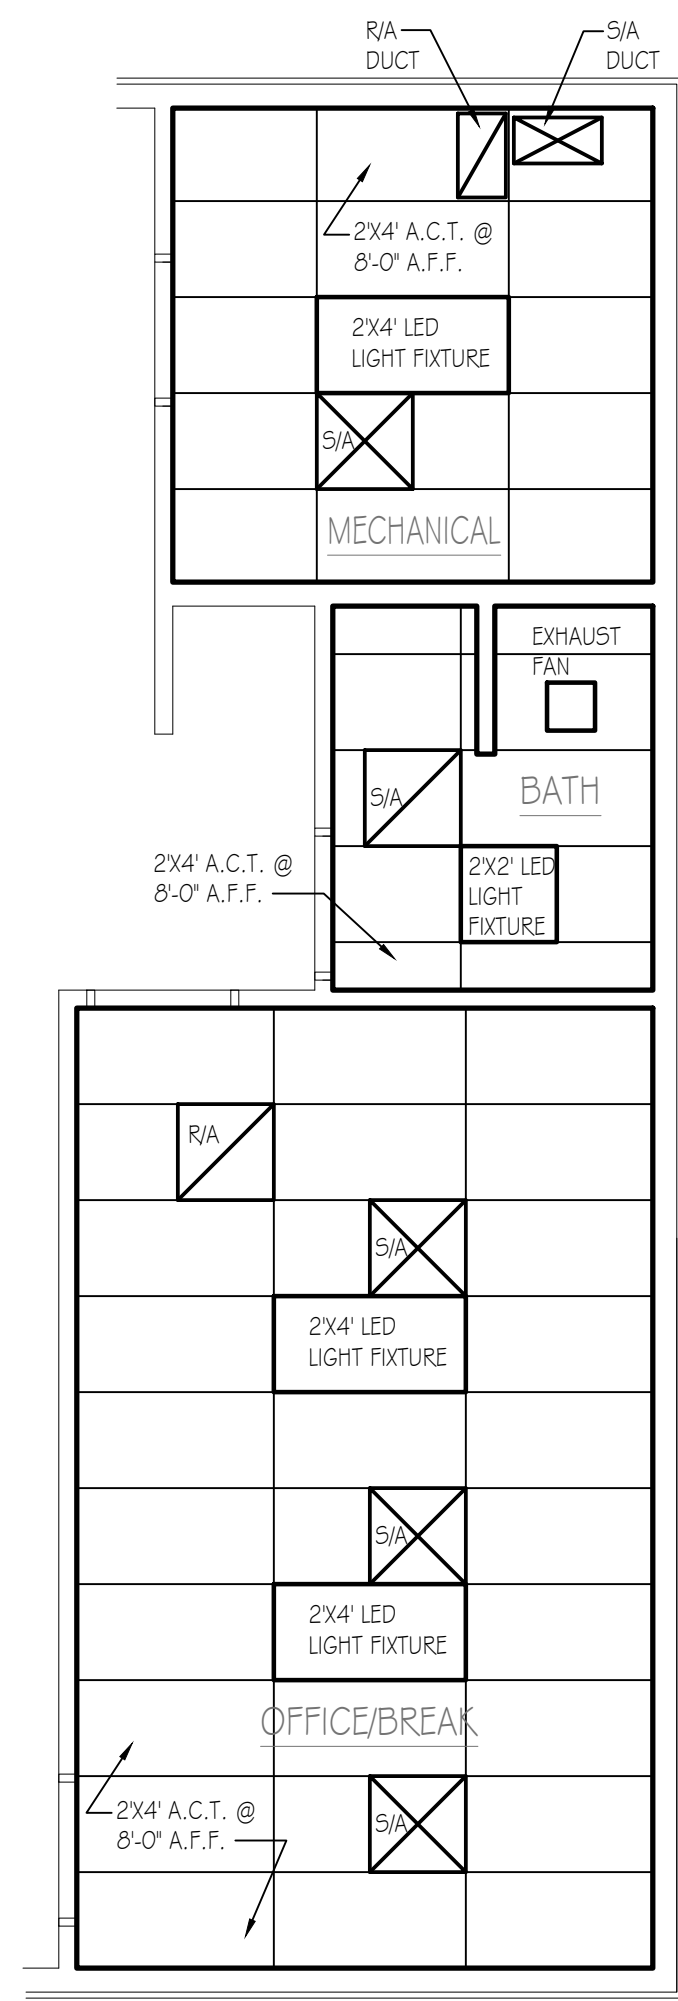 R/A
DUCT
S/A
DUCT
2'X4' A.C.T. @
8'-0" A.F.F.
2'X4' LED
LIGHT FIXTURE
S/A
MECHANICAL
EXHAUST
FAN
S/A
BATH
2'X4' A.C.T. @
8'-0" A.F.F.
2'X2' LED
LIGHT
FIXTURE
R/A
S/A
2'X4' LED
LIGHT FIXTURE
S/A
2'X4' LED
LIGHT FIXTURE
OFFICE/BREAK
2'X4' A.C.T. @
8'-0" A.F.F.
S/A